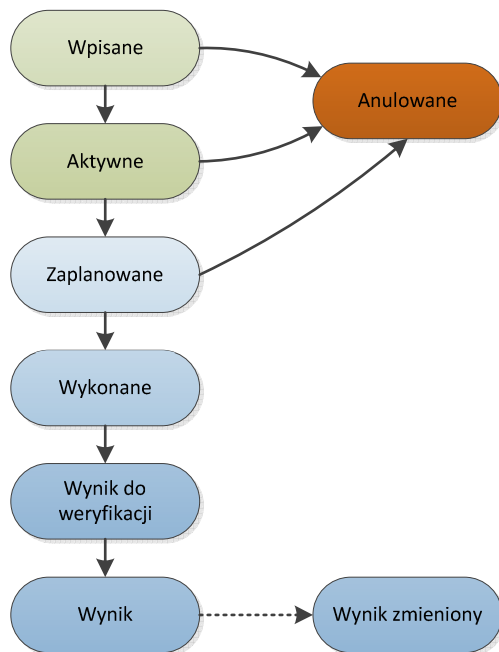 Wpisane
Anulowane
Aktywne
Zaplanowane
Wykonane
Wynik do
weryfikacji
Wynik
Wynik zmieniony